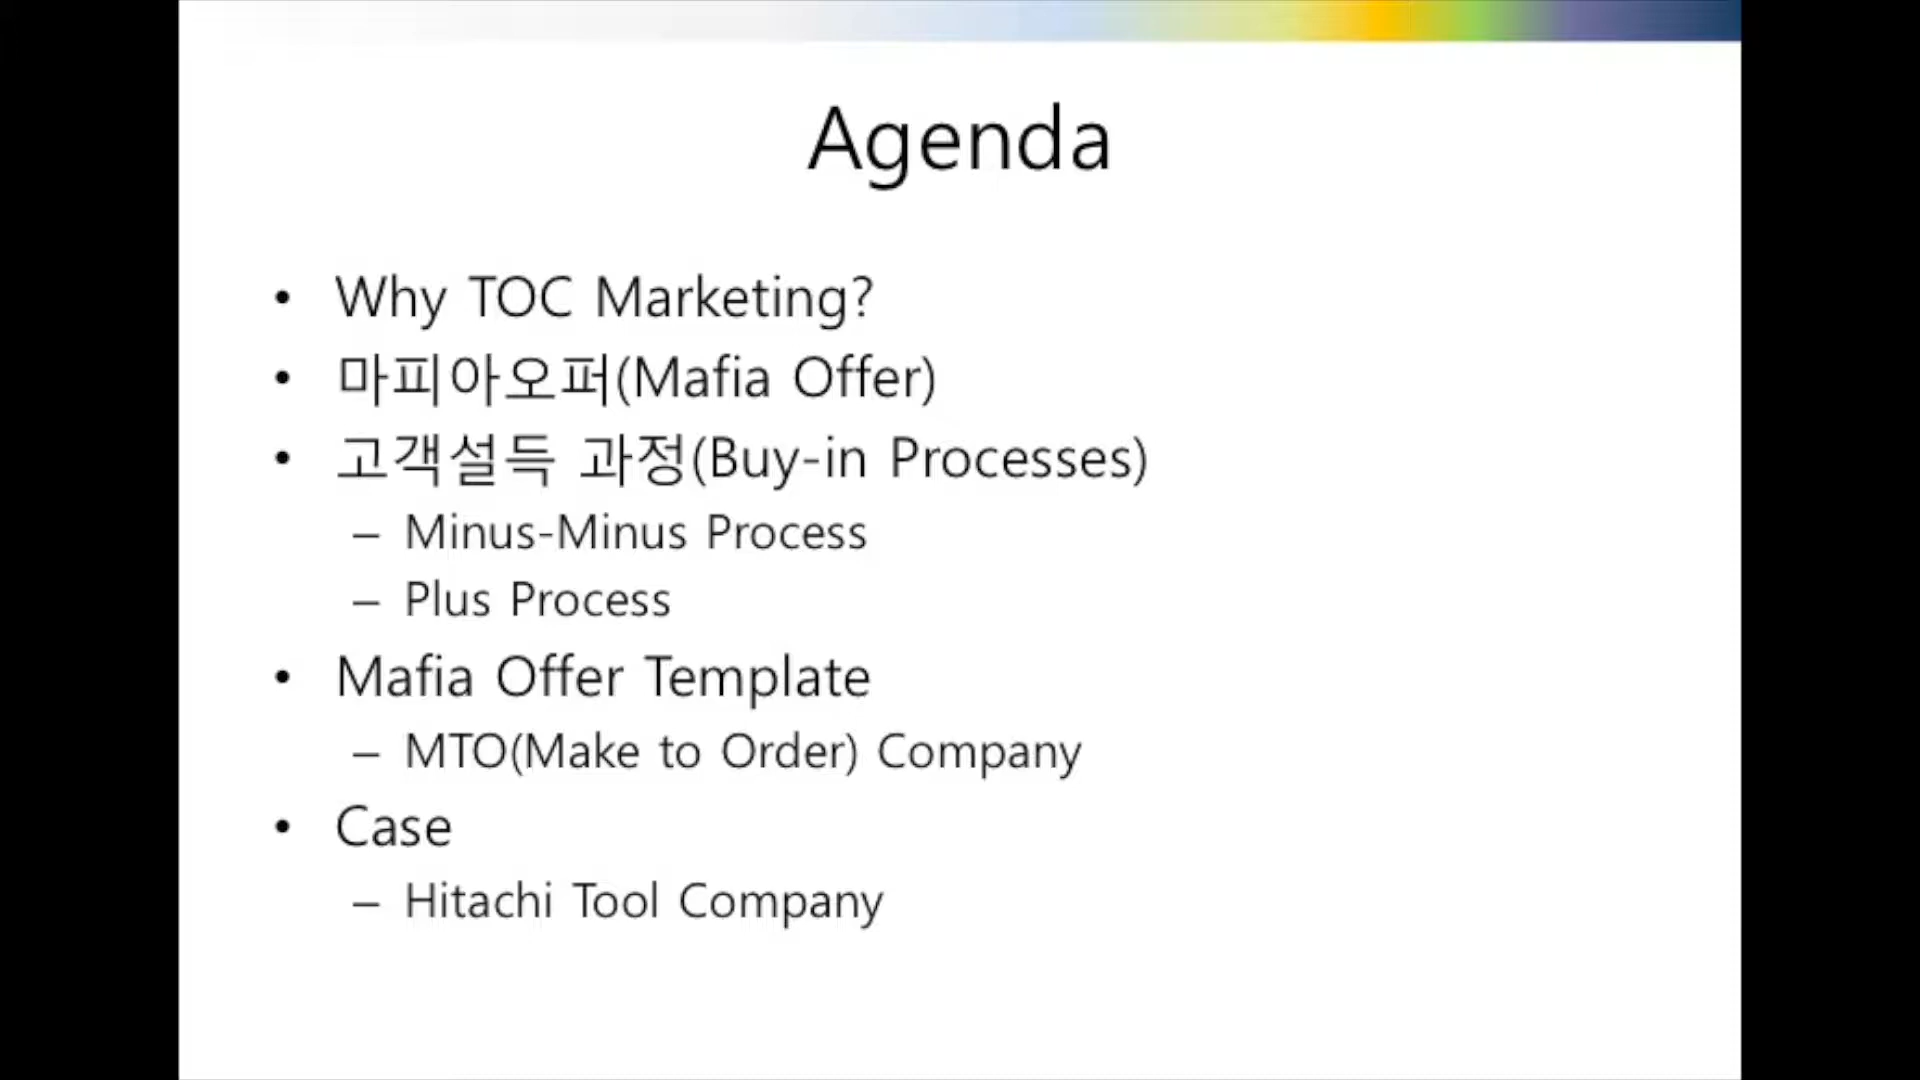 Agenda
• Why TOC Marketing?
• 마피아오퍼(Mafia Offer)
• 고객설득 과정(Buy-in Processes)
– Minus-Minus Process
– Plus Process
• Mafia Offer Template
– MTO(Make to Order) Company
• Case
– Hitachi Tool Company